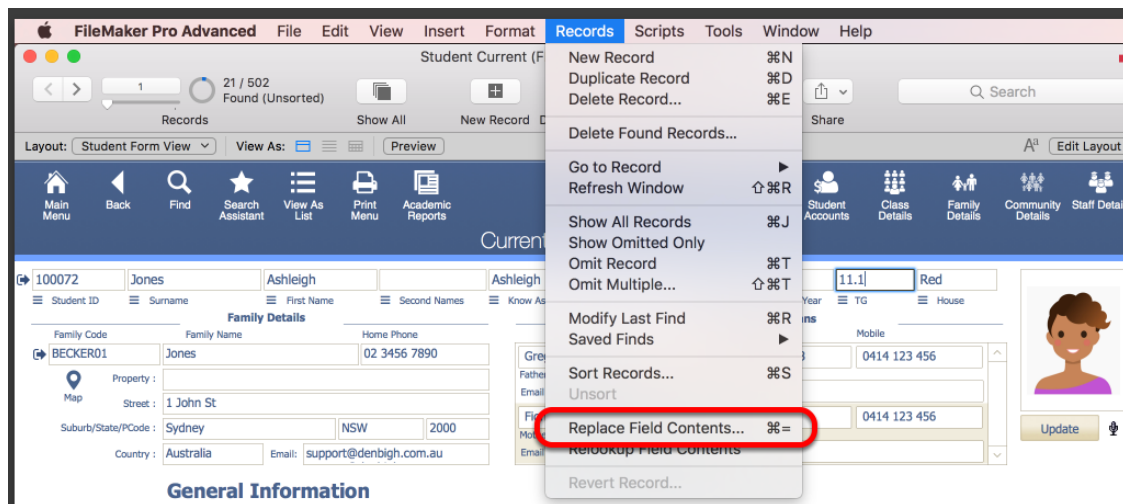 FileMaker Pro Advanced File Edit View Insert Format Records Scripts Tools Window Help
Student Current (F
1
21 / 502
Found (Unsorted)
Records
Show All
New Record
Share
Search
Layout: Student Form View
View As:
Preview
Aa
Edit Layout
Main Menu
Back
Find
Search Assistant
View As List
Print Menu
Academic Reports
Student Accounts
Class Details
Family Details
Community Details
Staff Detai
Current
New Record ⌘N
Duplicate Record ⌘D
Delete Record... ⌘E
Delete Found Records...
Go to Record ▶
Refresh Window ⇧⌘R
Show All Records ⌘J
Show Omitted Only
Omit Record ⌘T
Omit Multiple... ⇧⌘T
Modify Last Find ⌘R
Saved Finds ▶
Sort Records... ⌘S
Unsort
Replace Field Contents... ⌘=
Relookup Field Contents
Revert Record...
100072 Jones Ashleigh Ashleigh 11.1 Red
Student ID Surname First Name Second Names Know As Year TG House
Family Details
Family Code Family Name Home Phone Mobile
BECKER01 Jones 02 3456 7890
0414 123 456
Father
Email
Map
Property :
Street : 1 John St
0414 123 456
Suburb/State/PCode : Sydney NSW 2000
Email
Country : Australia Email: support@denbigh.com.au
Update
General Information